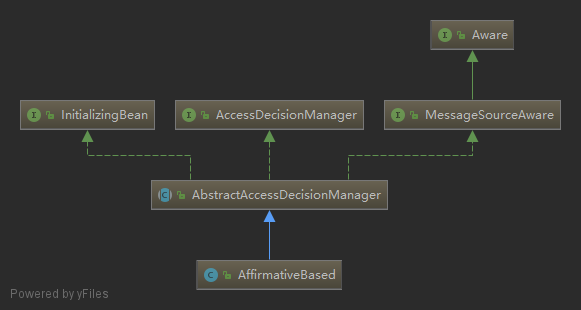 I Aware
I InitializingBean
I AccessDecisionManager
I MessageSourceAware
C AbstractAccessDecisionManager
C AffirmativeBased
Powered by yFiles